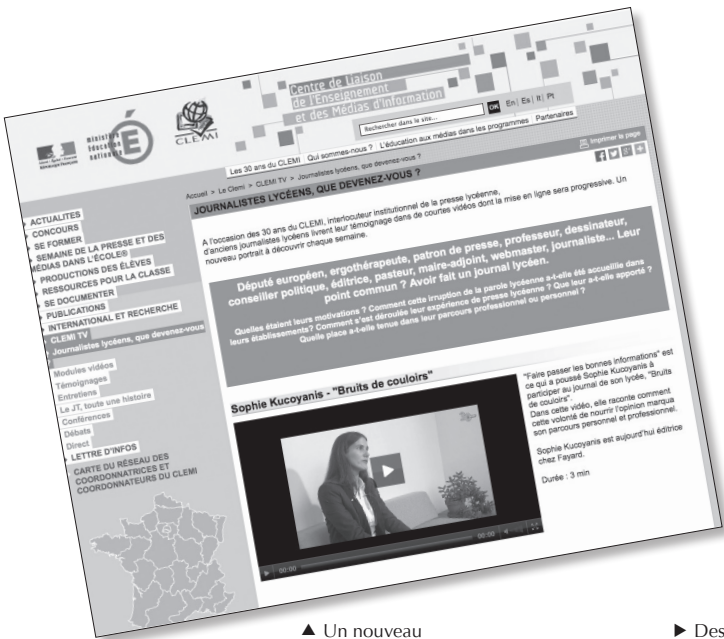 Centre de Liaison
de l'Enseignement
et des Médias d'Information
ministère
éducation
nationale
CLEMI
Rechercher dans le site...
OK
En | Es | It | Pt
Les 30 ans du CLEMI
Qui sommes-nous ?
L'éducation aux médias dans les programmes
Partenaires
Accueil > Le Clemi > CLEMI TV > Journalistes lycéens, que devenez-vous ?
Imprimer la page
JOURNALISTES LYCÉENS, QUE DEVENEZ-VOUS ?
ACTUALITES
CONCOURS
SE FORMER
SEMAINE DE LA PRESSE ET DES
MÉDIAS DANS L'ÉCOLE®
PRODUCTIONS DES ÉLÈVES
RESSOURCES POUR LA CLASSE
SE DOCUMENTER
PUBLICATIONS
INTERNATIONAL ET RECHERCHE
CLEMI TV
Journalistes lycéens, que devenez-vous
?
Modules vidéos
Témoignages
Entretiens
Le JT, toute une histoire
Conférences
Débats
Direct
LETTRE D'INFOS
CARTE DU RÉSEAU DES
COORDONNATRICES ET
COORDONNATEURS DU CLEMI
A l'occasion des 30 ans du CLEMI, interlocuteur institutionnel de la presse lycéenne,
d'anciens journalistes lycéens livrent leur témoignage dans de courtes vidéos dont la mise en ligne sera progressive. Un
nouveau portrait à découvrir chaque semaine.
Député européen, ergothérapeute, patron de presse, professeur, dessinateur,
conseiller politique, éditrice, pasteur, maire-adjoint, webmaster, journaliste... Leur
point commun ? Avoir fait un journal lycéen.
Quelles étaient leurs motivations ? Comment cette irruption de la parole lycéenne a-t-elle été accueillie dans
leurs établissements? Comment s'est déroulée leur expérience de presse lycéenne ? Que leur a-t-elle apporté ?
Quelle place a-t-elle tenus dans leur parcours professionnel ou personnel ?
Sophie Kucoyanis - "Bruits de couloirs"
00:00
00:00
"Faire passer les bonnes informations" est
ce qui a poussé Sophie Kucoyanis à
participer au journal de son lycée, "Bruits
de couloirs".
Dans cette vidéo, elle raconte comment
cette volonté de nourrir l'opinion marqua
son parcours personnel et professionnel.
Sophie Kucoyanis est aujourd'hui éditrice
chez Fayard.
Durée : 3 min
▲ Un nouveau
▶ Des